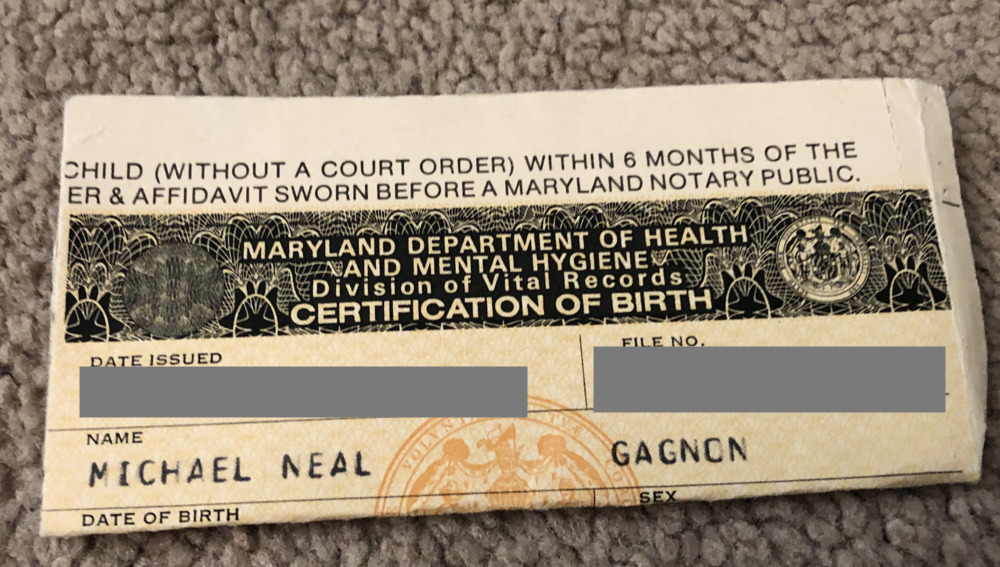 CHILD (WITHOUT A COURT ORDER) WITHIN 6 MONTHS OF THE
ER & AFFIDAVIT SWORN BEFORE A MARYLAND NOTARY PUBLIC.
MARYLAND DEPARTMENT OF HEALTH
AND MENTAL HYGIENE
Division of Vital Records
CERTIFICATION OF BIRTH
DATE ISSUED
FILE NO.
NAME
MICHAEL NEAL GAGNON
DATE OF BIRTH
SEX